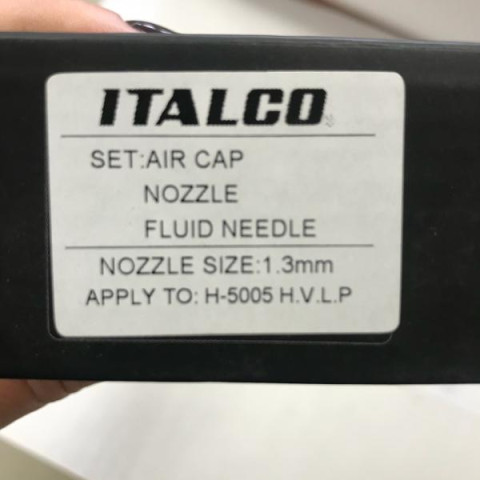 ITALCO
SET:AIR CAP
NOZZLE
FLUID NEEDLE
NOZZLE SIZE:1.3mm
APPLY TO: H-5005 H.V.L.P